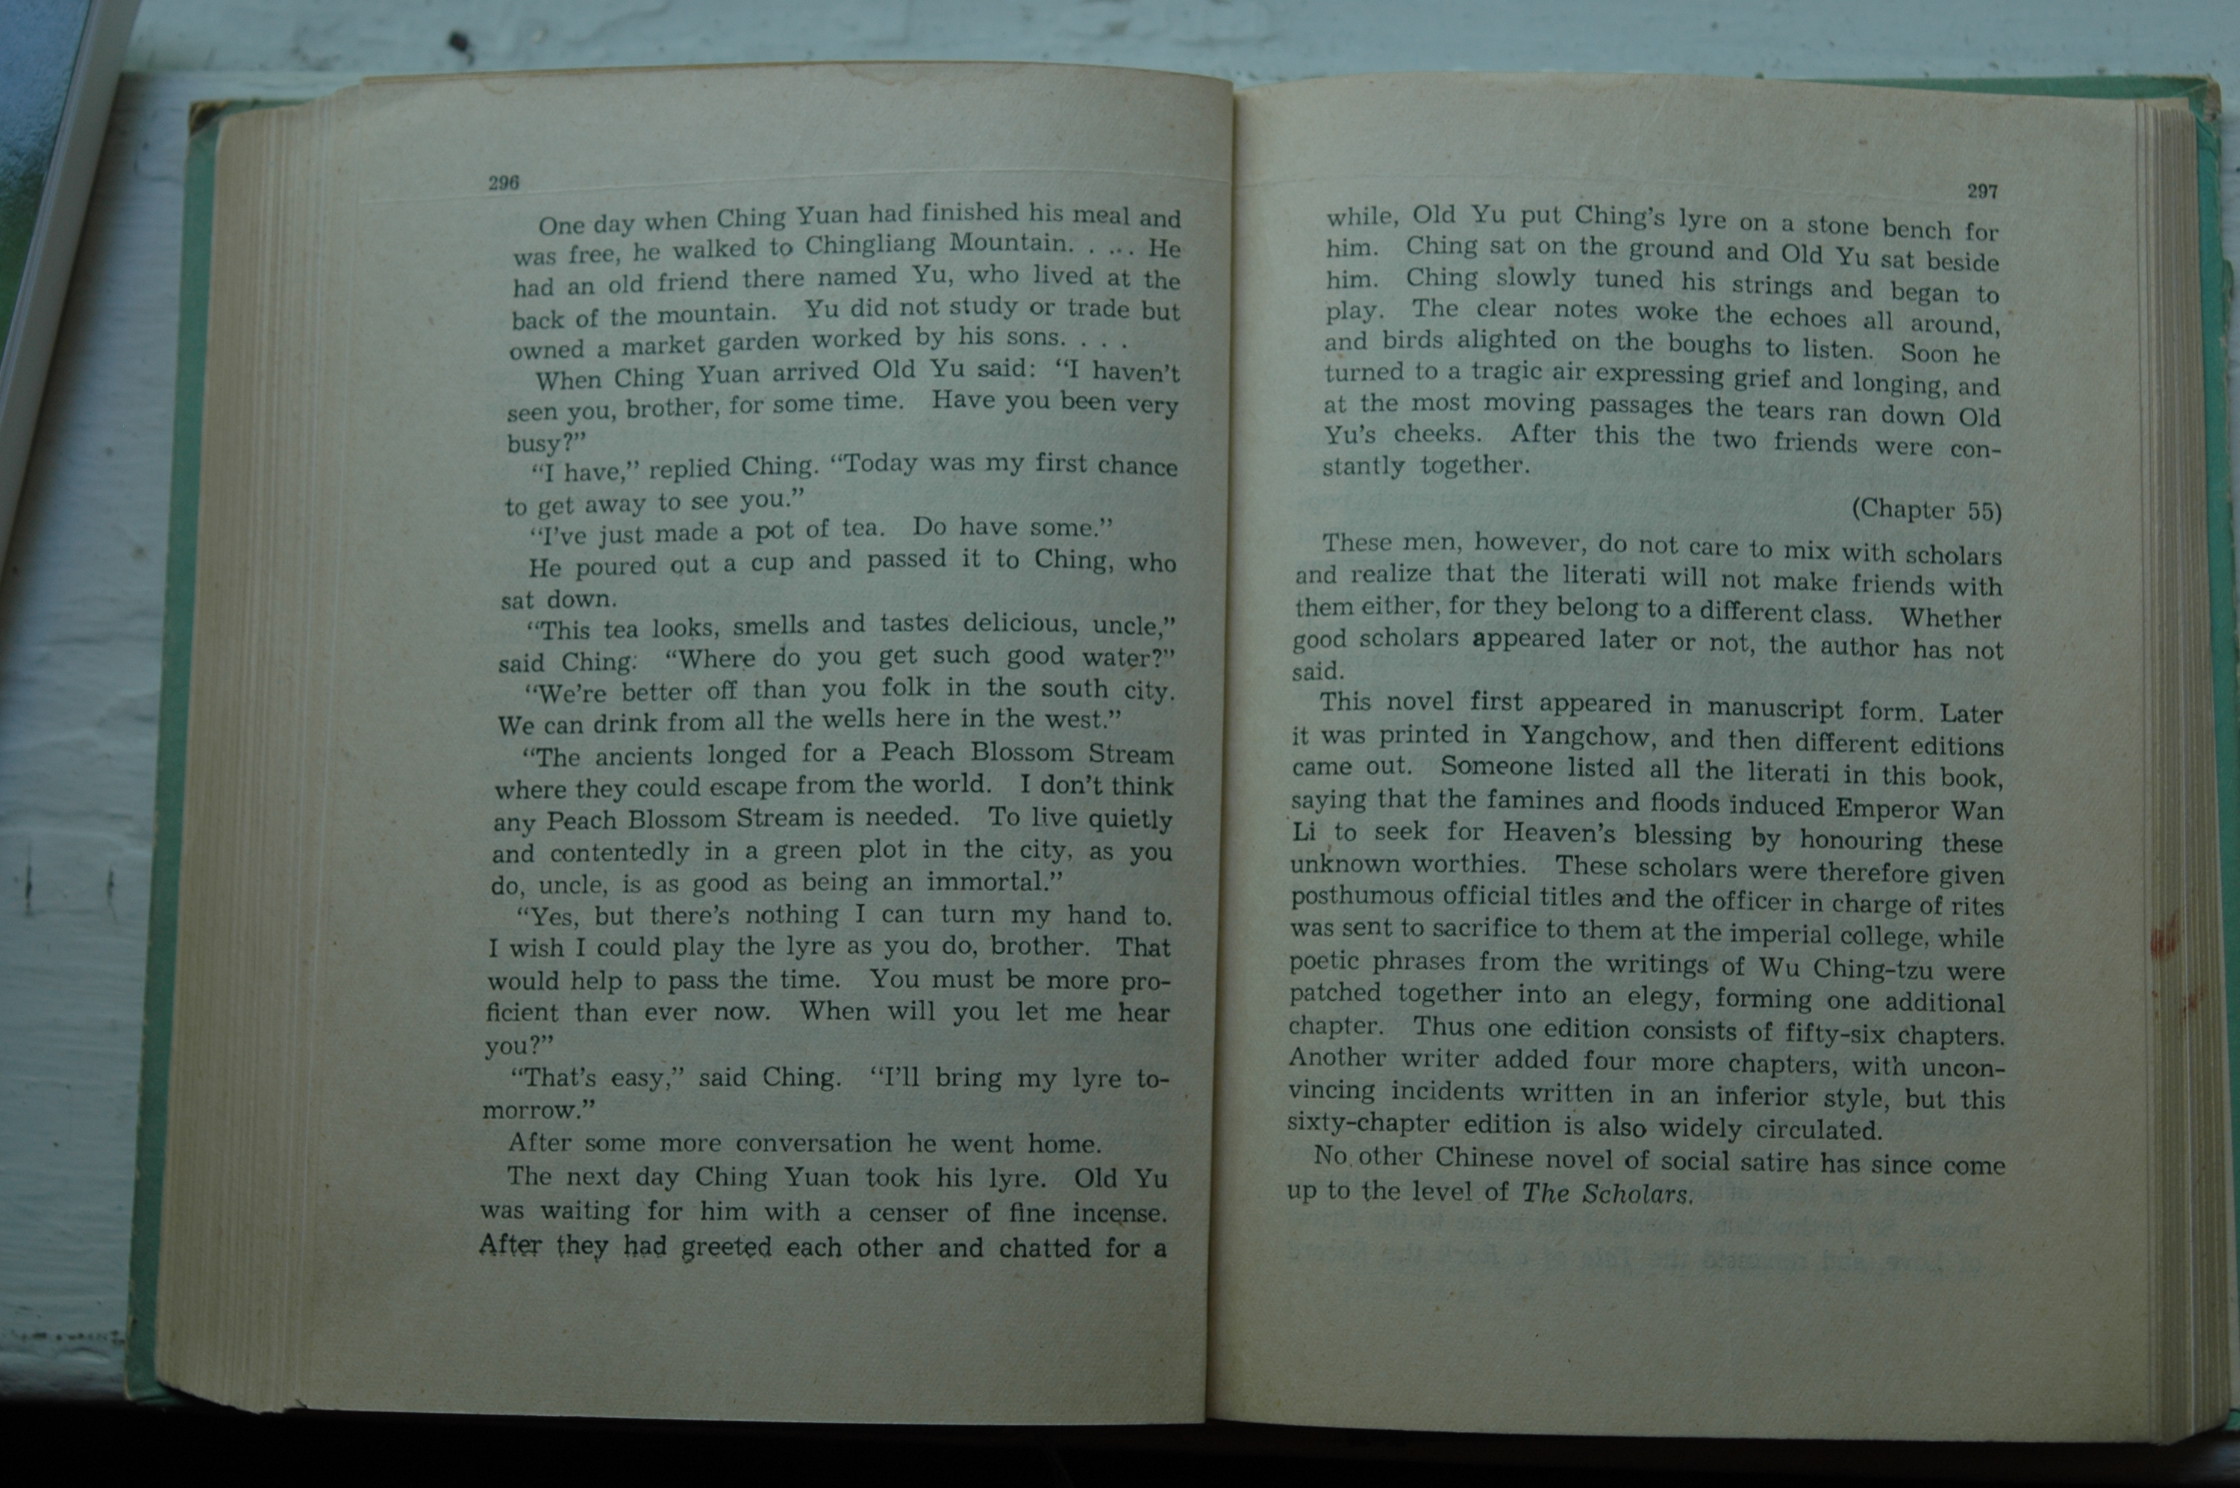 296
One day when Ching Yuan had finished his meal and
was free, he walked to Chingliang Mountain. . ... He
had an old friend there named Yu, who lived at the
back of the mountain. Yu did not study or trade but
owned a market garden worked by his sons. . . .
When Ching Yuan arrived Old Yu said: "I haven't
seen you, brother, for some time. Have you been very
busy?"
"I have," replied Ching. "Today was my first chance
to get away to see you."
"I've just made a pot of tea. Do have some."
He poured out a cup and passed it to Ching, who
sat down.
"This tea looks, smells and tastes delicious, uncle,"
said Ching: "Where do you get such good water?"
"We're better off than you folk in the south city.
We can drink from all the wells here in the west."
"The ancients longed for a Peach Blossom Stream
where they could escape from the world. I don't think
any Peach Blossom Stream is needed. To live quietly
and contentedly in a green plot in the city, as you
do, uncle, is as good as being an immortal."
"Yes, but there's nothing I can turn my hand to.
I wish I could play the lyre as you do, brother. That
would help to pass the time. You must be more pro-
ficient than ever now. When will you let me hear
you?"
"That's easy," said Ching. "I'll bring my lyre to-
morrow."
After some more conversation he went home.
The next day Ching Yuan took his lyre. Old Yu
was waiting for him with a censer of fine incense.
After they had greeted each other and chatted for a
297
while, Old Yu put Ching's lyre on a stone bench for
him. Ching sat on the ground and Old Yu sat beside
him. Ching slowly tuned his strings and began to
play. The clear notes woke the echoes all around,
and birds alighted on the boughs to listen. Soon he
turned to a tragic air expressing grief and longing, and
at the most moving passages the tears ran down Old
Yu's cheeks. After this the two friends were con-
stantly together.
(Chapter 55)
These men, however, do not care to mix with scholars
and realize that the literati will not make friends with
them either, for they belong to a different class. Whether
good scholars appeared later or not, the author has not
said.
This novel first appeared in manuscript form. Later
it was printed in Yangchow, and then different editions
came out. Someone listed all the literati in this book,
saying that the famines and floods induced Emperor Wan
Li to seek for Heaven's blessing by honouring these
unknown worthies. These scholars were therefore given
posthumous official titles and the officer in charge of rites
was sent to sacrifice to them at the imperial college, while
poetic phrases from the writings of Wu Ching-tzu were
patched together into an elegy, forming one additional
chapter. Thus one edition consists of fifty-six chapters.
Another writer added four more chapters, with uncon-
vincing incidents written in an inferior style, but this
sixty-chapter edition is also widely circulated.
No other Chinese novel of social satire has since come
up to the level of The Scholars.